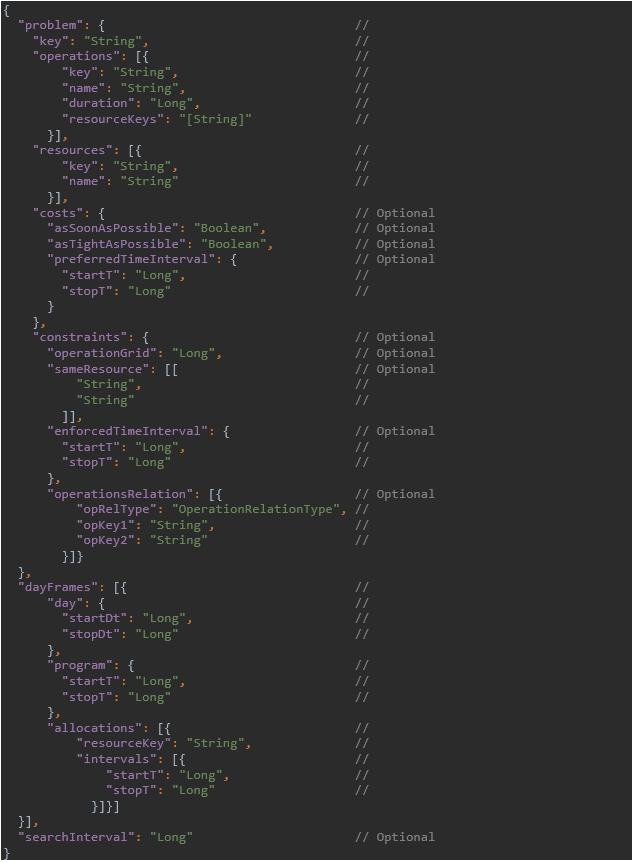 {
  "problem": {                                  //
    "key": "String",                            //
    "operations": [{                            //
        "key": "String",                        //
        "name": "String",                       //
        "duration": "Long",                     //
        "resourceKeys": "[String]"              //
      }],
    "resources": [{                             //
        "key": "String",                        //
        "name": "String"                        //
      }],
    "costs": {                                  // Optional
      "asSoonAsPossible": "Boolean",            // Optional
      "asTightAsPossible": "Boolean",           // Optional
      "preferredTimeInterval": {                // Optional
        "startT": "Long",                       //
        "stopT": "Long"                         //
      }
    },
    "constraints": {                            // Optional
      "operationGrid": "Long",                  // Optional
      "sameResource": [[                        // Optional
          "String",                             //
          "String"                              //
        ]],
      "enforcedTimeInterval": {                 // Optional
        "startT": "Long",                       //
        "stopT": "Long"                         //
      },
      "operationsRelation": [{                  // Optional
          "opRelType": "OperationRelationType", //
          "opKey1": "String",                   //
          "opKey2": "String"                    //
        }]}
  },
  "dayFrames": [{                               //
      "day": {                                  //
        "startDt": "Long",                      //
        "stopDt": "Long"                        //
      },
      "program": {                              //
        "startT": "Long",                       //
        "stopT": "Long"                         //
      },
      "allocations": [{                         //
          "resourceKey": "String",              //
          "intervals": [{                       //
              "startT": "Long",                 //
              "stopT": "Long"                   //
            }]}]
  }],
  "searchInterval": "Long"                      // Optional
}